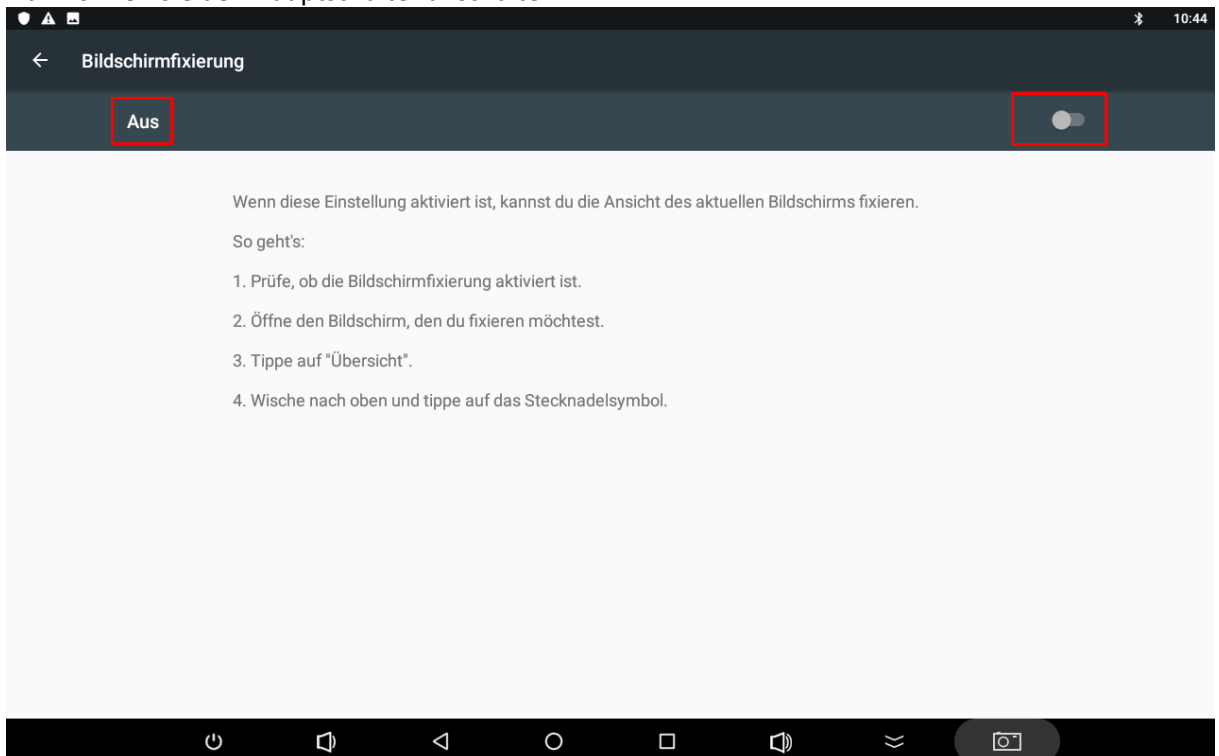 10:44
Bildschirmfixierung
Aus
Wenn diese Einstellung aktiviert ist, kannst du die Ansicht des aktuellen Bildschirms fixieren.
So geht's:
1. Prüfe, ob die Bildschirmfixierung aktiviert ist.
2. Öffne den Bildschirm, den du fixieren möchtest.
3. Tippe auf "Übersicht".
4. Wische nach oben und tippe auf das Stecknadelsymbol.